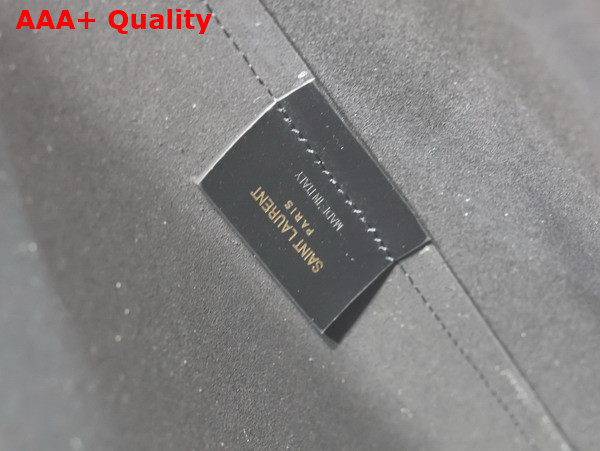 AAA+ Quality
SAINT LAURENT
PARIS
MADE IN ITALY